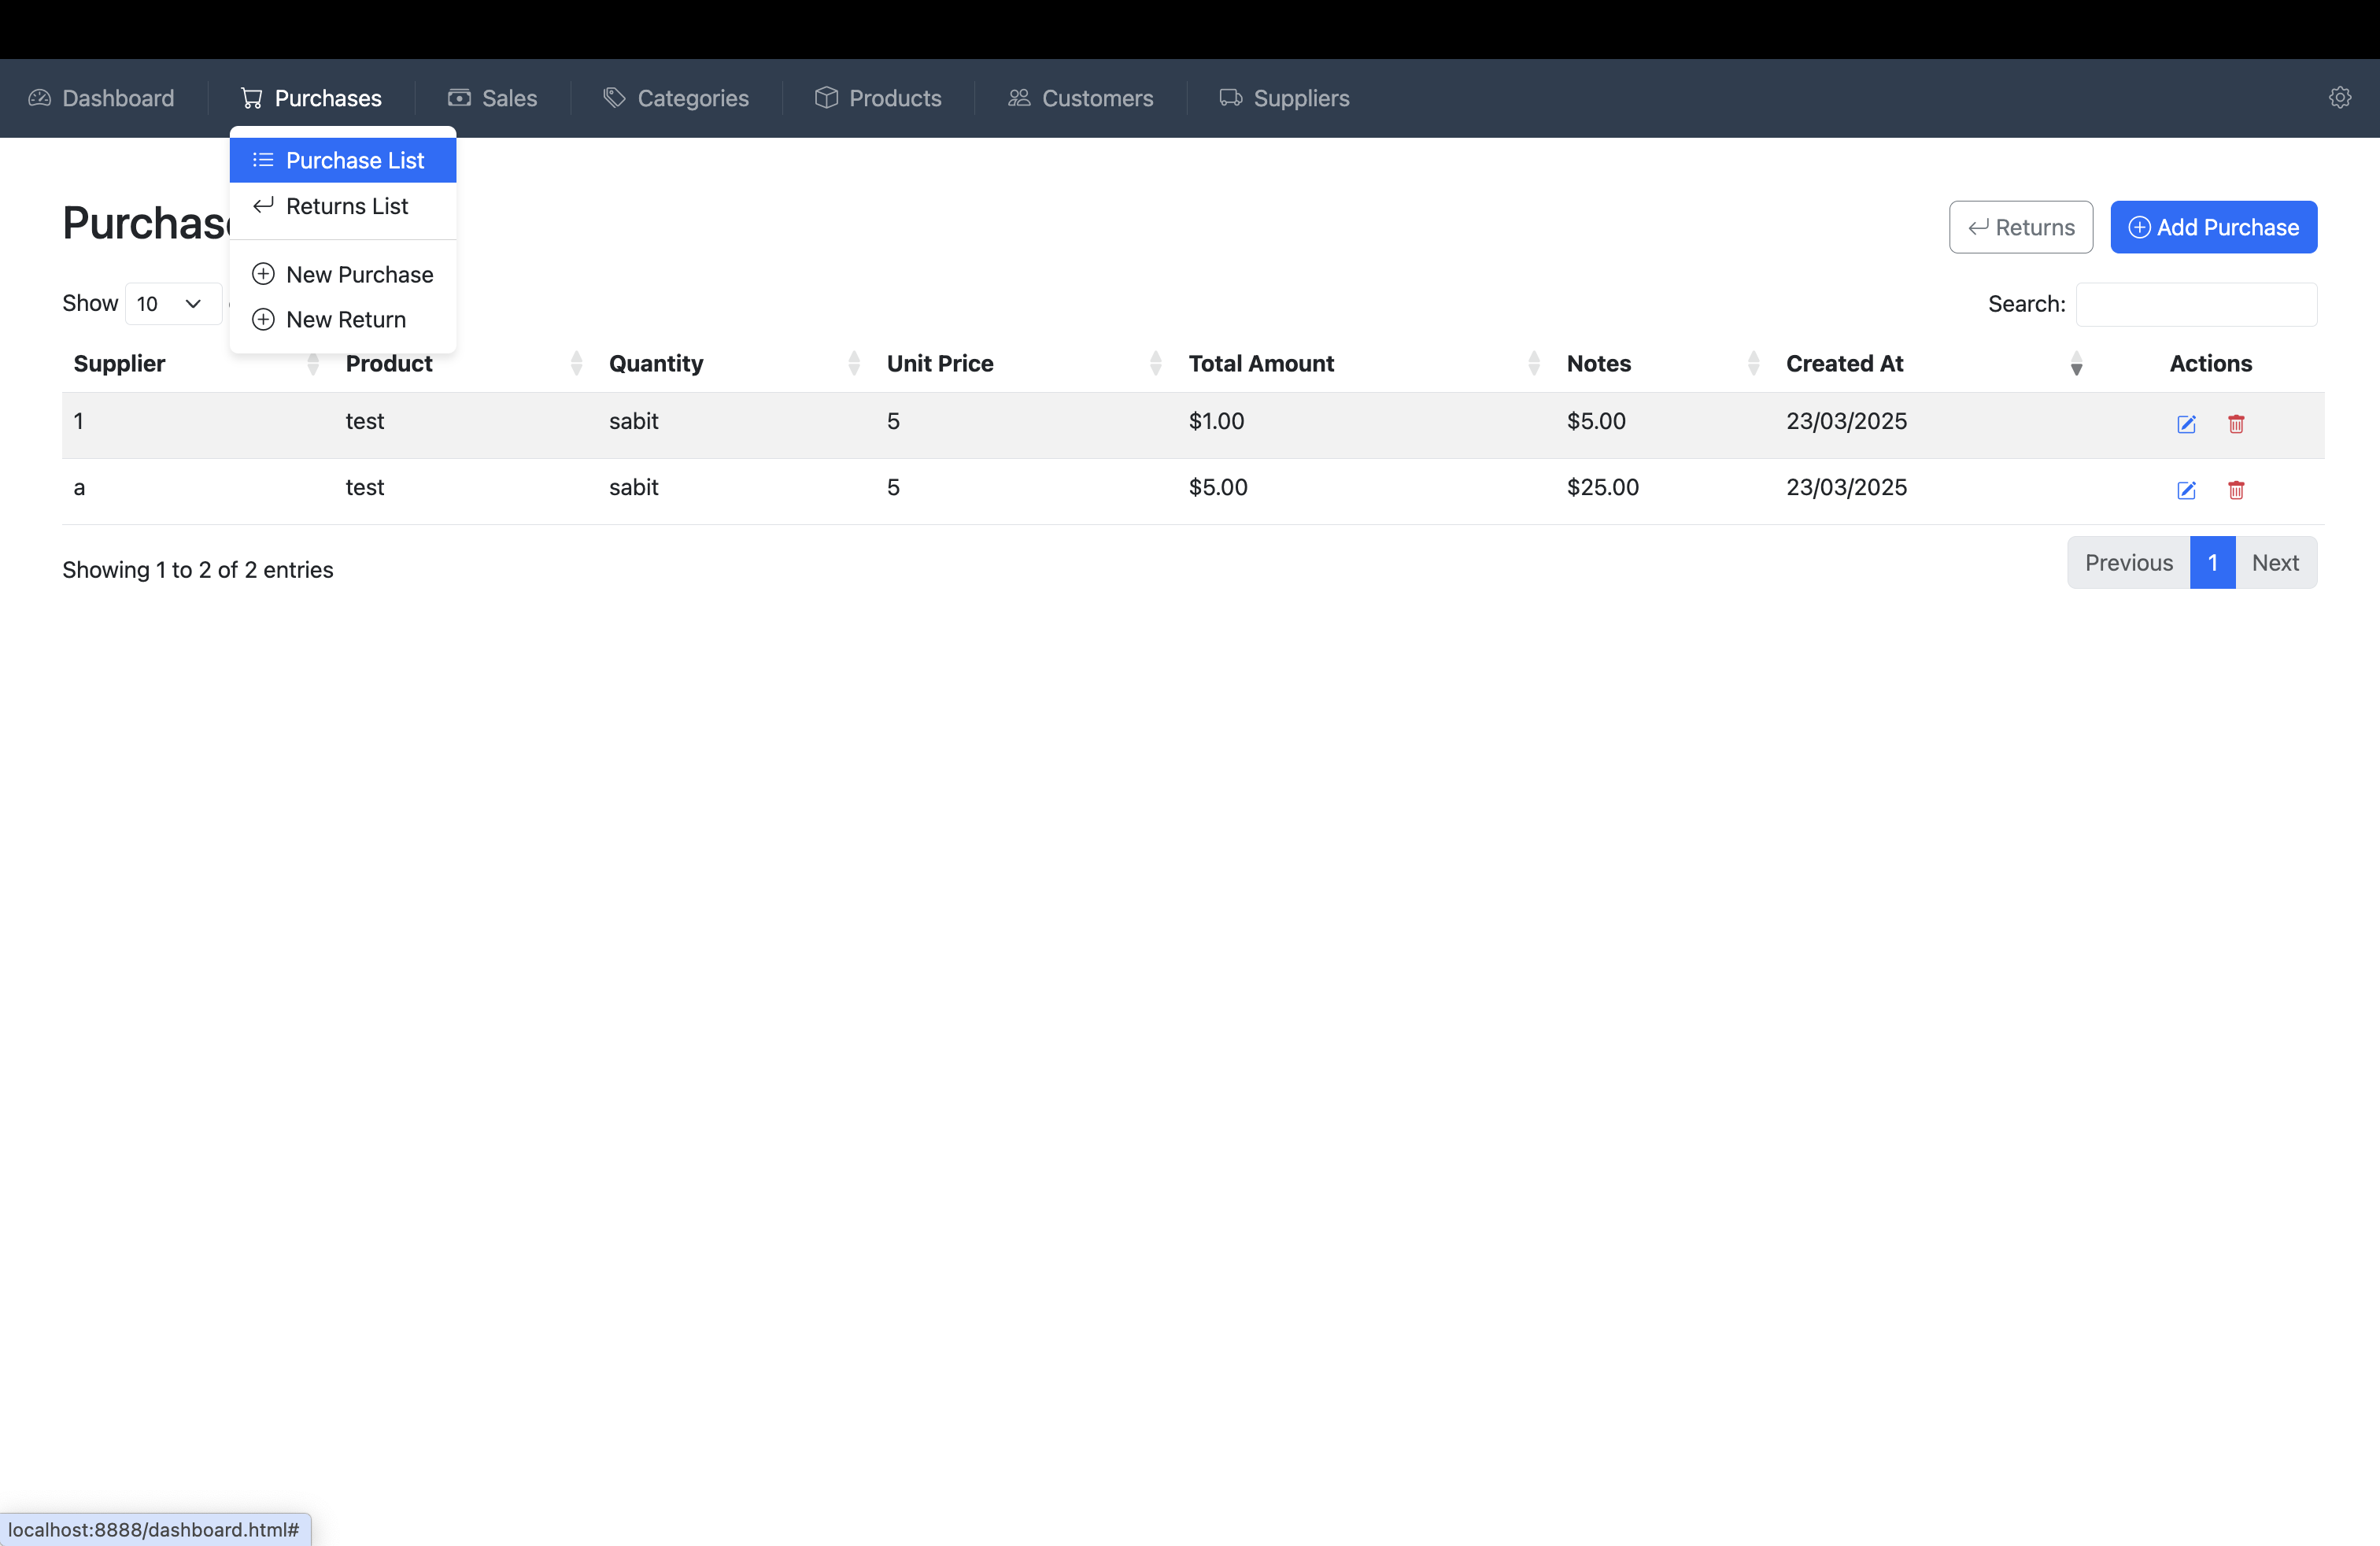 Dashboard Purchases Sales Categories Products Customers Suppliers
Purchase List
Returns List
New Purchase
New Return
Returns Add Purchase
Show 10
Search:
Supplier Product Quantity Unit Price Total Amount Notes Created At Actions
1 test sabit 5 $1.00 $5.00 23/03/2025
a test sabit 5 $5.00 $25.00 23/03/2025
Showing 1 to 2 of 2 entries
Previous 1 Next
localhost:8888/dashboard.html#